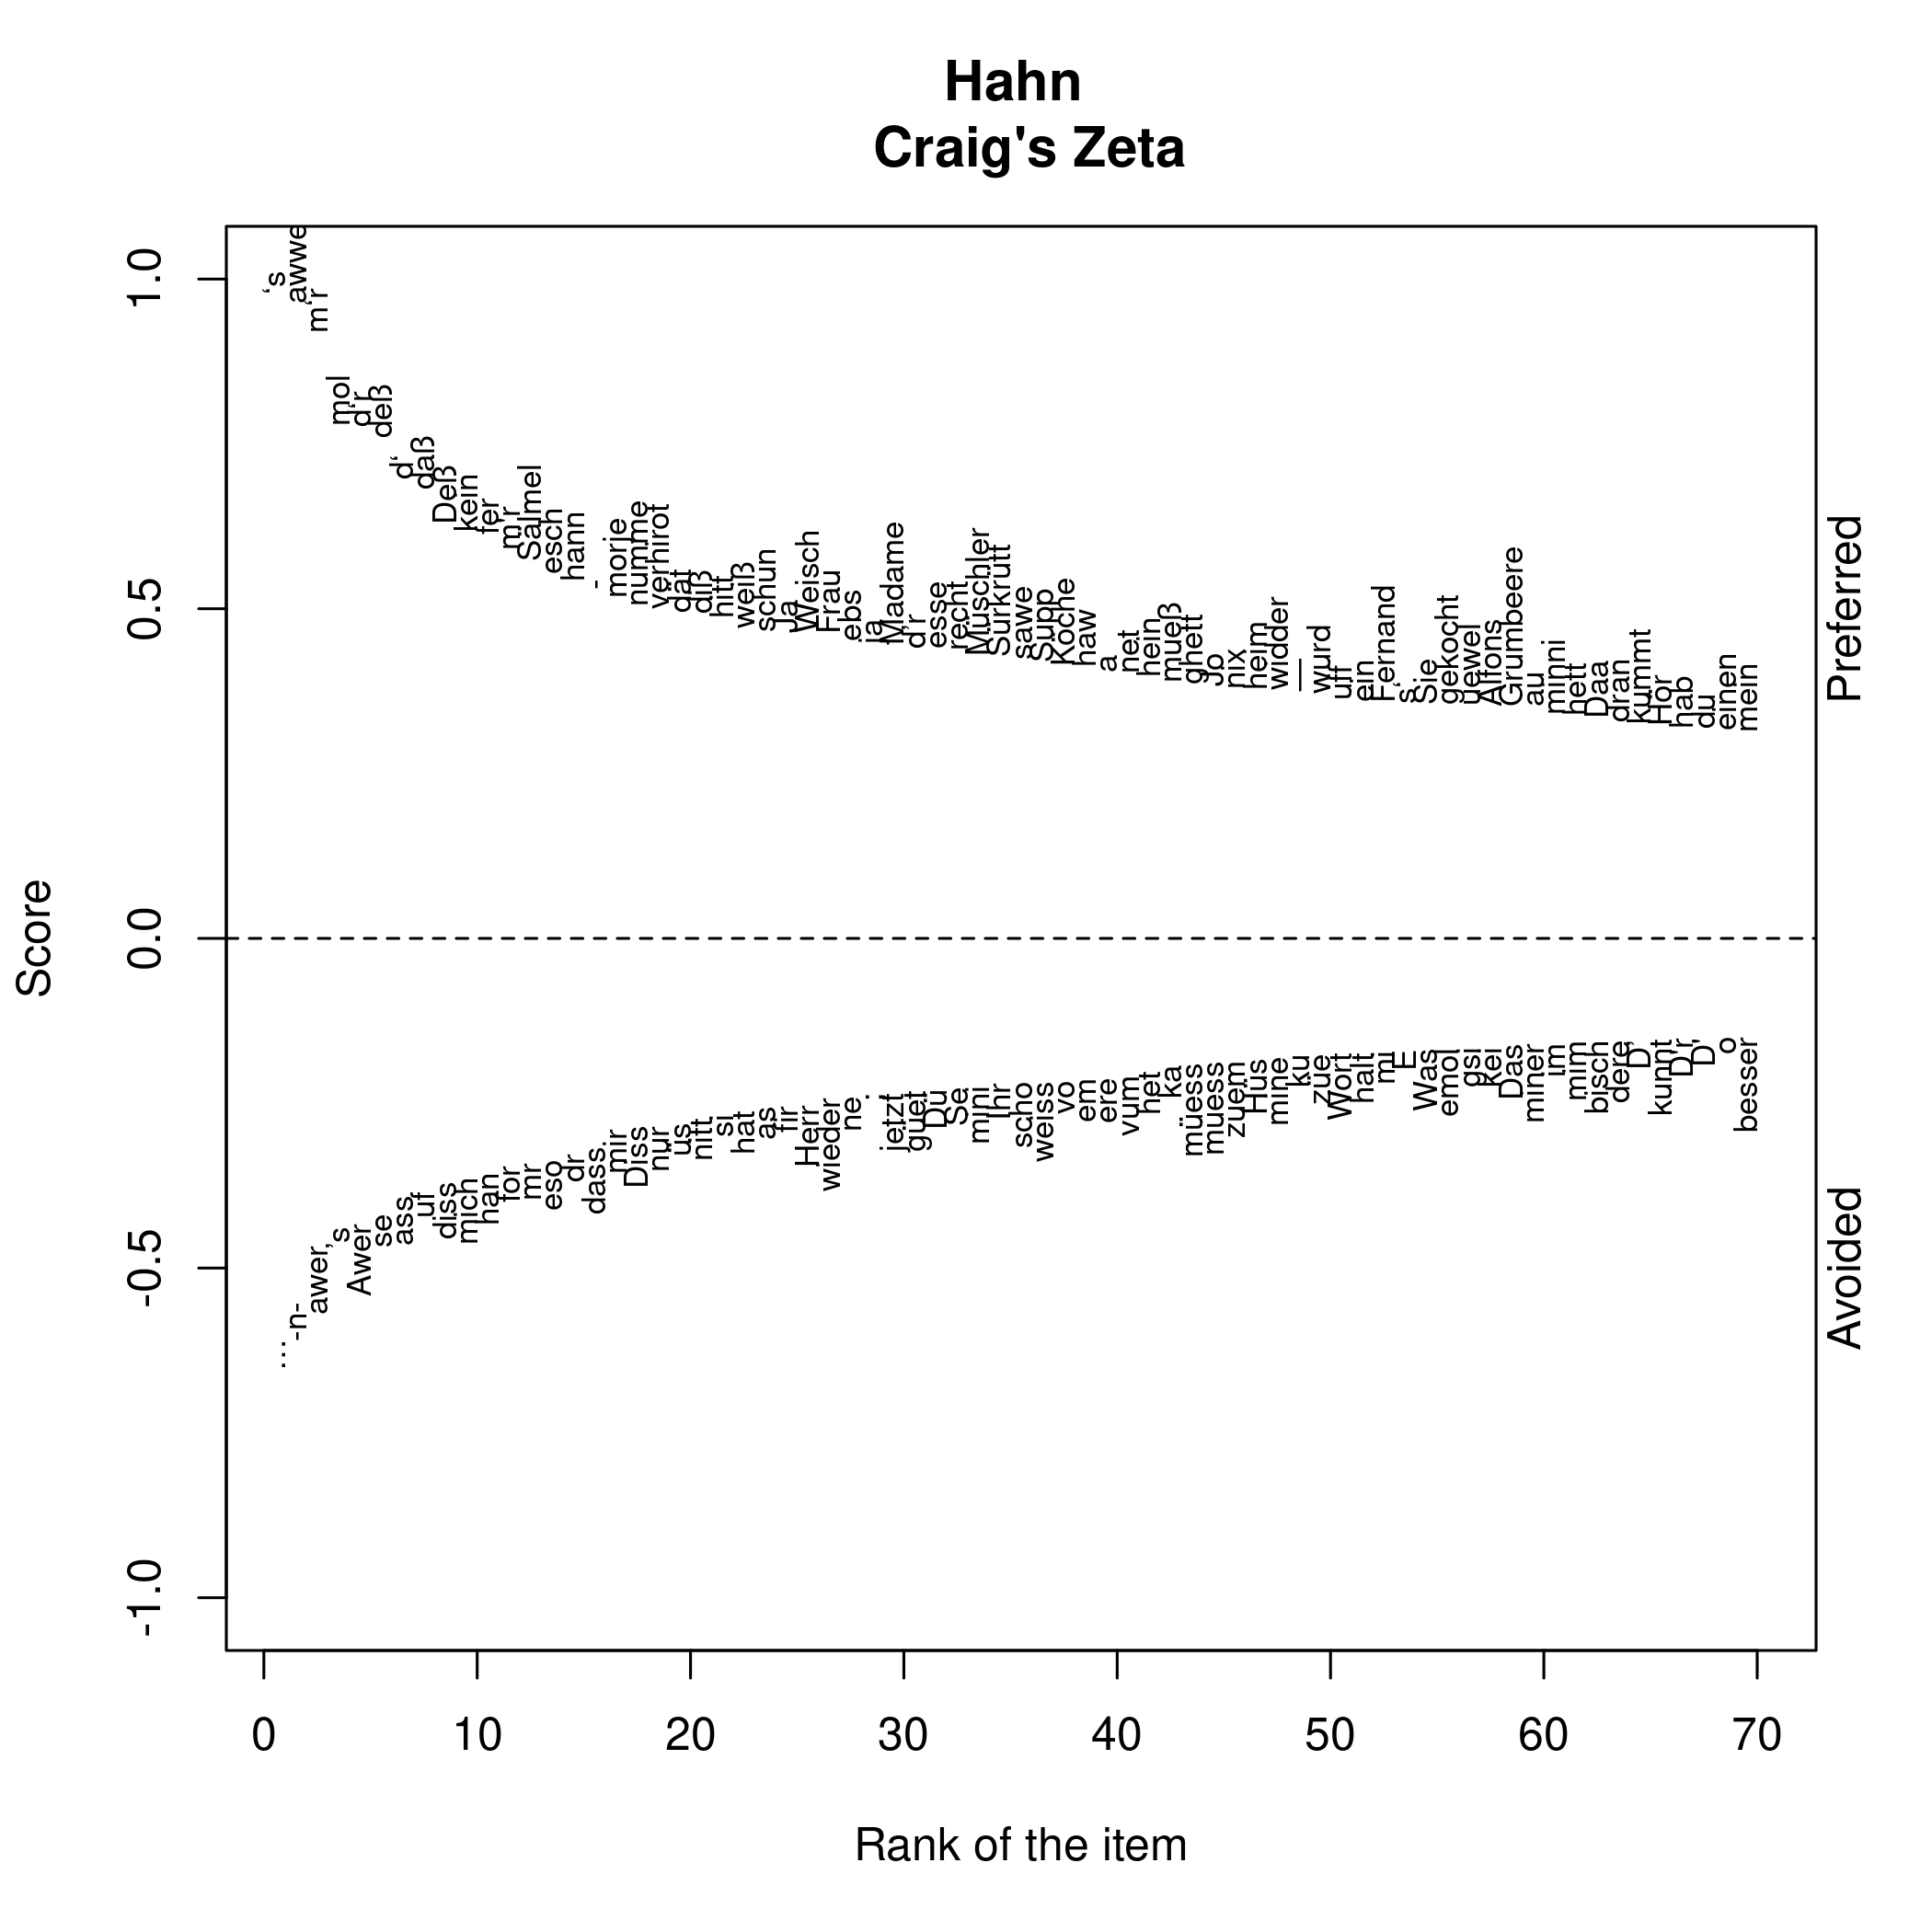 Hahn
Craig's Zeta
Score
1.0
0.5
0.0
-0.5
-1.0
Preferred
Avoided
‘s
awwe
m‘r
mol
d‘r
deß
d‘
daß
Deß
kein
fer
m'r
Salmel
esch
hann
-
morje
numme
verhirot
dät
diß
hitt
weiß
schun
Ja
Weisch
Frau
ebs
ja
Madame
esse
recht
Müschler
Sürkrutt
sawe
Supp
Koche
haw
a
net
hein
mueß
ghett
Jo
nix
heim
widder
—
wurd
uff
ein
Fernand
‘s
Sie
gekocht
uewel
Alfons
Grumbeere
au
minni
hett
Daa
dran
kummt
Hor
hab
du
einen
mein
…
-n-
awer
’s
Awer
se
ass
uf
diss
mich
han
for
mr
eso
dr
dass
mir
Diss
nur
üs
nitt
si
hat
as
fir
Herr
wieder
ne
jetzt
guet
Du
Se
mini
Ihr
scho
weiss
vo
em
ere
vum
het
ka
müess
muess
zuem
Hüs
mine
ku
zue
Wort
halt
mi
E
Was
emol
gsi
kei
Das
miner
im
mim
bisch
dere
D’
kunnt
D'r
D'
o
besser
0
10
20
30
40
50
60
70
Rank of the item